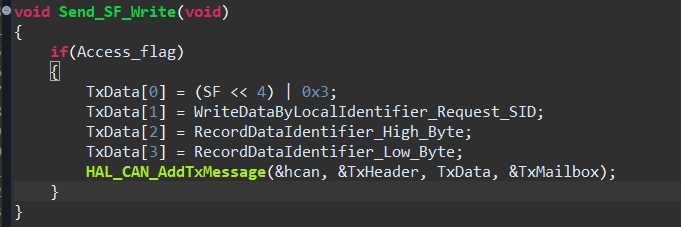 void Send_SF_Write(void)
{
    if(Access_flag)
    {
        TxData[0] = (SF << 4) | 0x3;
        TxData[1] = WriteDataByLocalIdentifier_Request_SID;
        TxData[2] = RecordDataIdentifier_High_Byte;
        TxData[3] = RecordDataIdentifier_Low_Byte;
        HAL_CAN_AddTxMessage(&hcan, &TxHeader, TxData, &TxMailbox);
    }
}